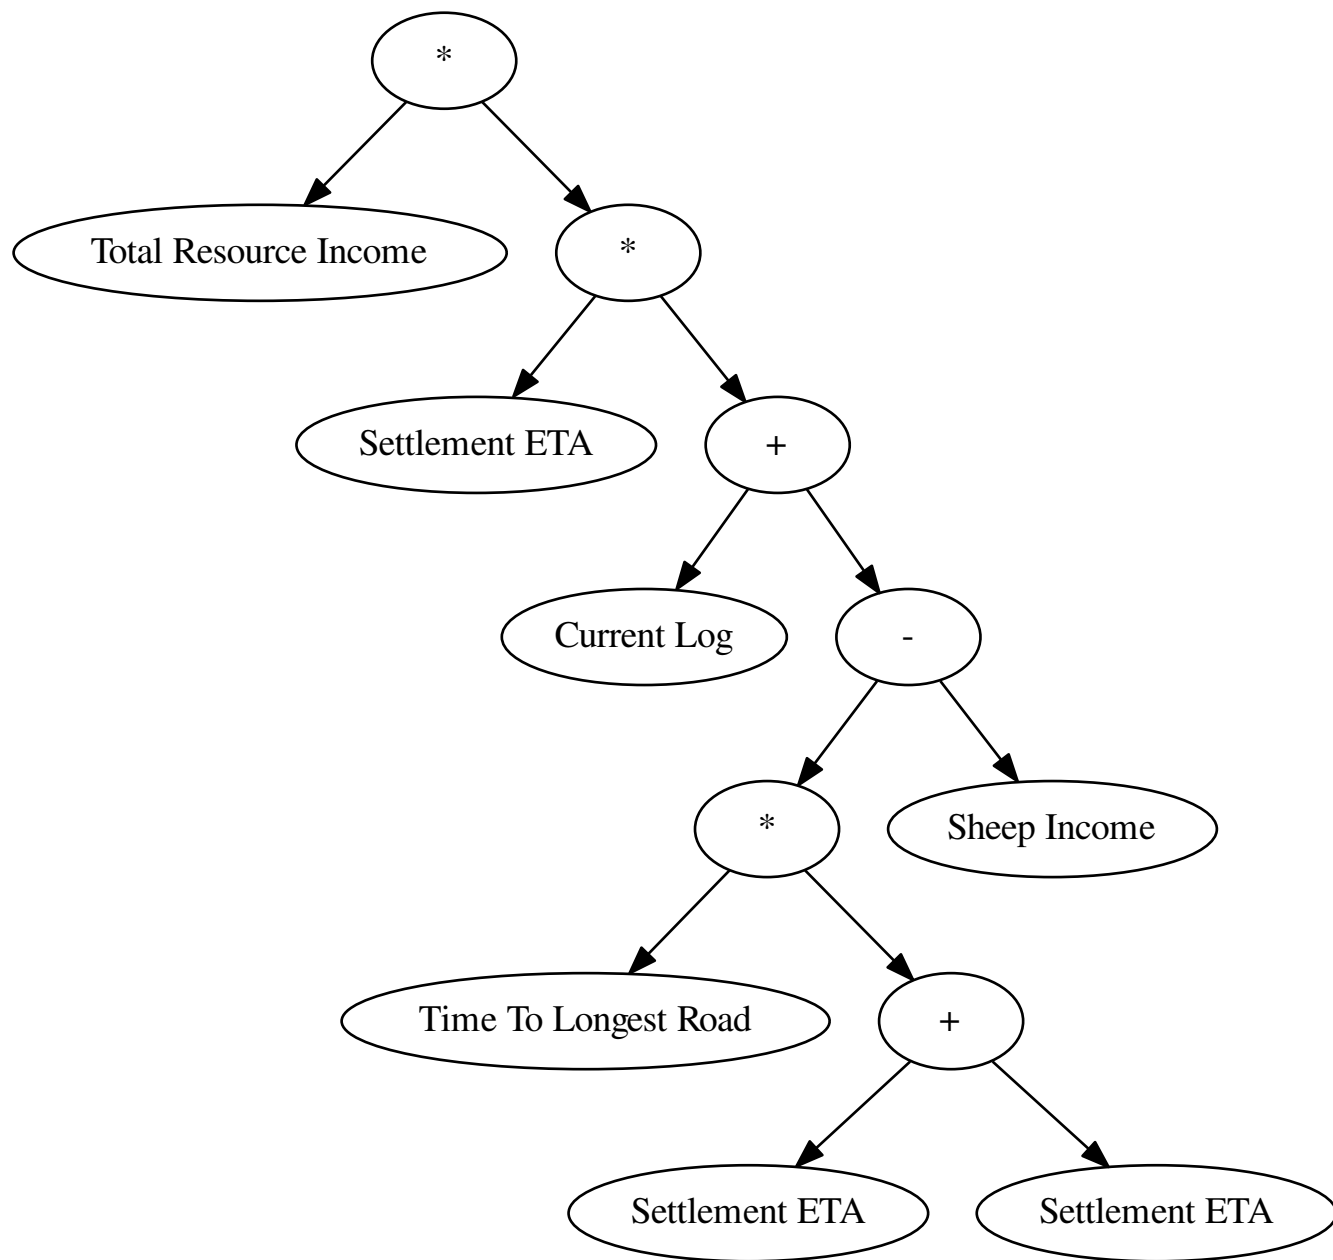 *
Total Resource Income
*
Settlement ETA
+
Current Log
-
*
Sheep Income
Time To Longest Road
+
Settlement ETA
Settlement ETA